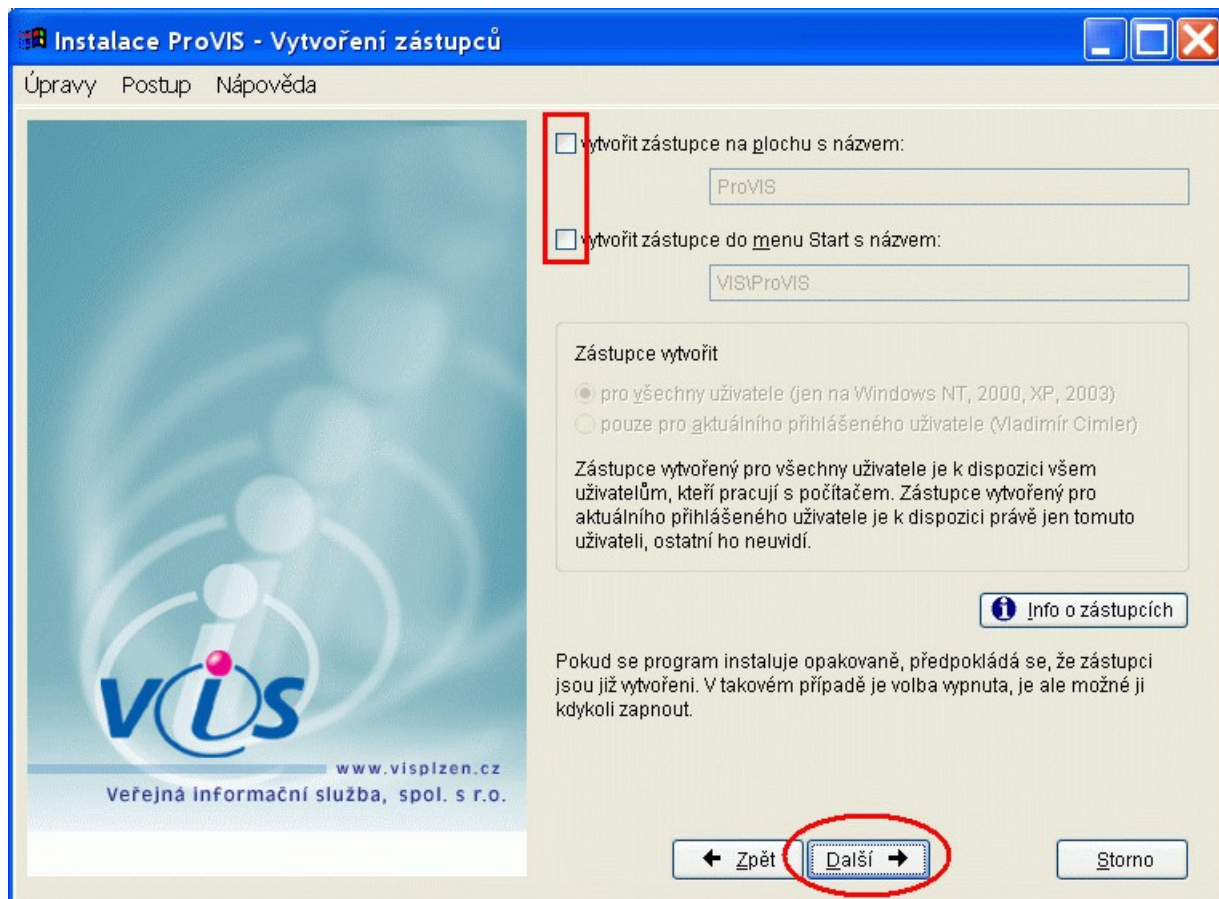 Instalace ProVIS - Vytvoření zástupců
Úpravy Postup Nápověda
vytvořit zástupce na plochu s názvem:
ProVIS
vytvořit zástupce do menu Start s názvem:
VIS\ProVIS
Zástupce vytvořit
pro všechny uživatele (jen na Windows NT, 2000, XP, 2003)
pouze pro aktuálního přihlášeného uživatele (Vladimír Cimler)
Zástupce vytvořený pro všechny uživatele je k dispozici všem
uživatelům, kteří pracují s počítačem. Zástupce vytvořený pro
aktuálního přihlášeného uživatele je k dispozici právě jen tomuto
uživateli, ostatní ho neuvidí.
Info o zástupcích
Pokud se program instaluje opakovaně, předpokládá se, že zástupci
jsou již vytvořeni. V takovém případě je volba vypnuta, je ale možné ji
kdykoli zapnout.
vis
www.visplzen.cz
Veřejná informační služba, spol. s r.o.
Zpět Další Storno